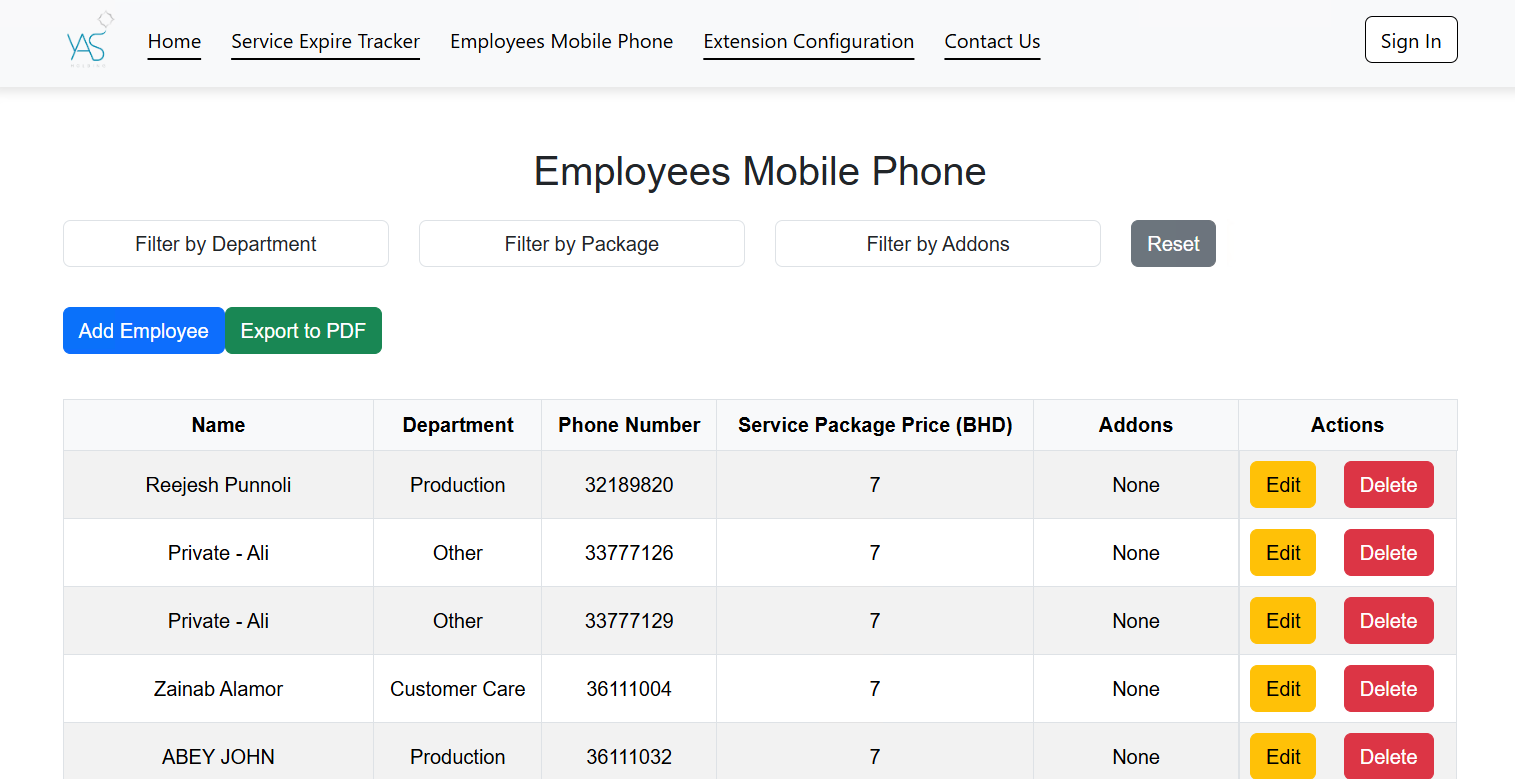 YAS
Home Service Expire Tracker Employees Mobile Phone Extension Configuration Contact Us Sign In
Employees Mobile Phone
Filter by Department Filter by Package Filter by Addons Reset
Add Employee Export to PDF
Name Department Phone Number Service Package Price (BHD) Addons Actions
Reejesh Punnoli Production 32189820 7 None Edit Delete
Private - Ali Other 33777126 7 None Edit Delete
Private - Ali Other 33777129 7 None Edit Delete
Zainab Alamor Customer Care 36111004 7 None Edit Delete
ABEY JOHN Production 36111032 7 None Edit Delete